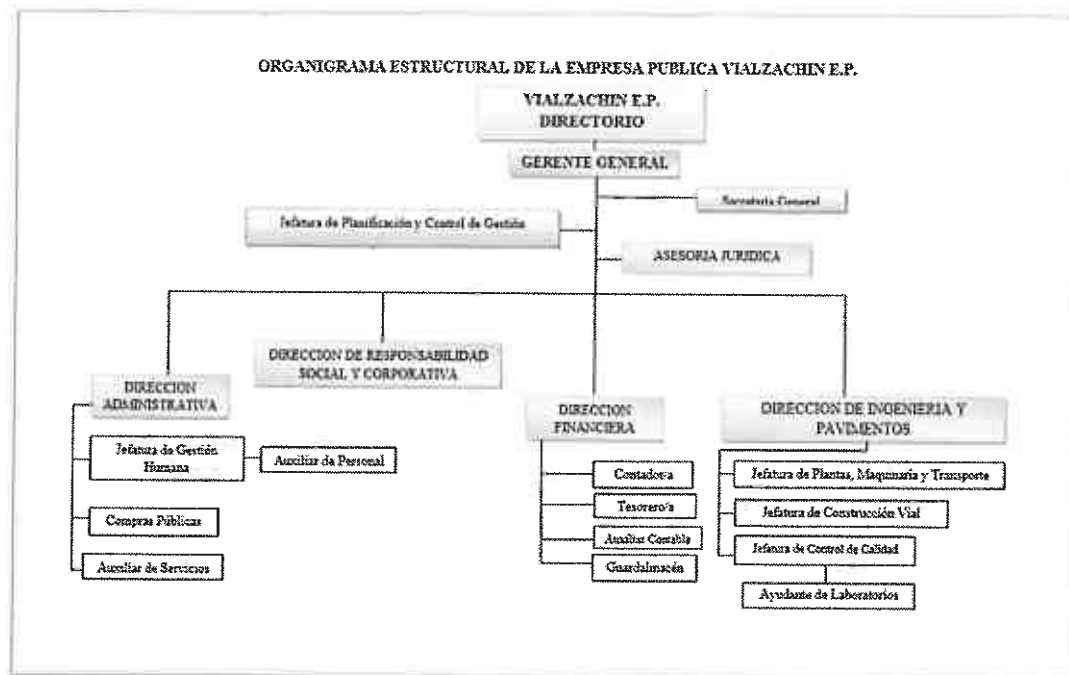 ORGANIGRAMA ESTRUCTURAL DE LA EMPRESA PUBLICA VIALZACHIN E.P.
VIALZACHIN E.P.
DIRECTORIO
GERENTE GENERAL
Secretaria General
Jefatura de Planificación y Control de Gestión
ASESORIA JURIDICA
DIRECCION DE RESPONSABILIDAD
SOCIAL Y CORPORATIVA
DIRECCION
ADMINISTRATIVA
Jefatura de Gestión
Humana
Auxiliar de Personal
Compras Públicas
Auxiliar de Servicios
DIRECCION
FINANCIERA
Contador/a
Tesorero/a
Auxiliar Contable
Guardalmacén
DIRECCION DE INGENIERIA Y
PAVIMENTOS
Jefatura de Plantas, Maquinaría y Transporte
Jefatura de Construcción Vial
Jefatura de Control de Calidad
Ayudante de Laboratorios